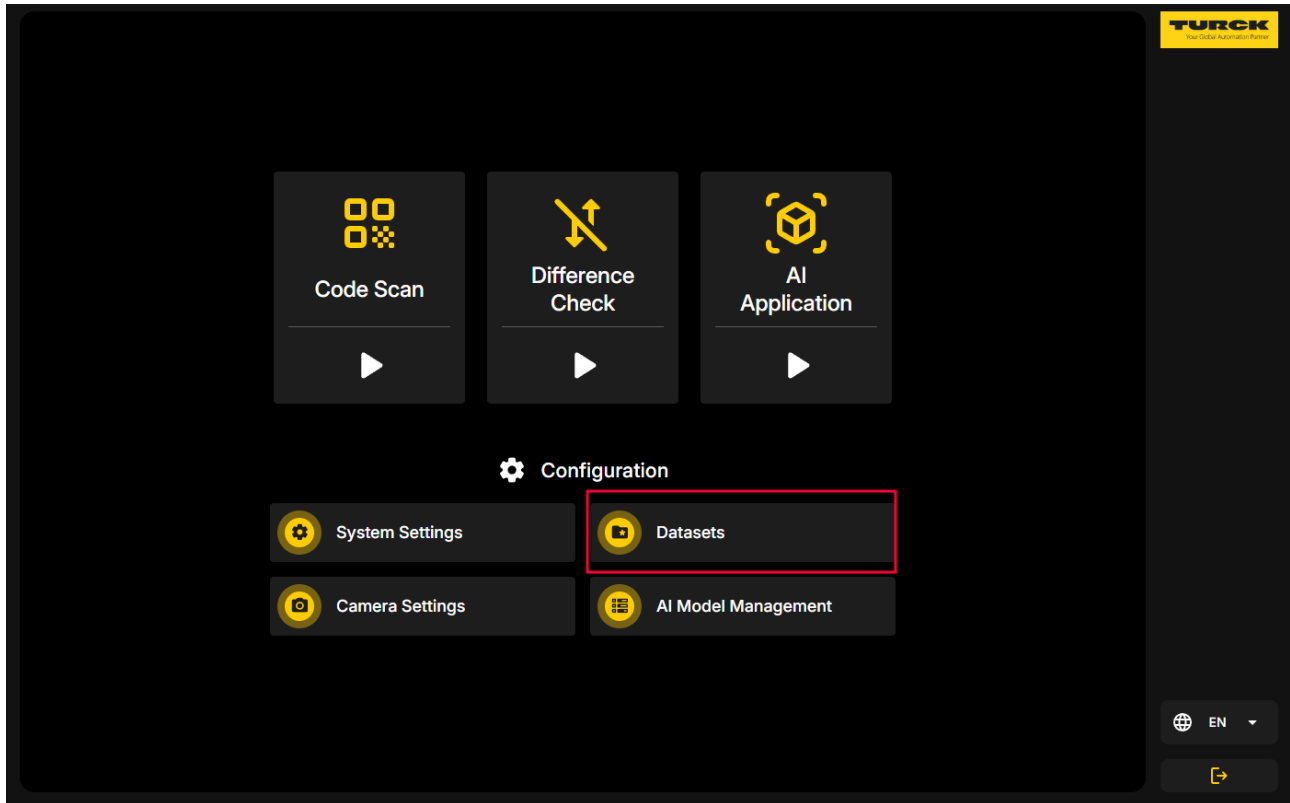 TURCK
Your Global Automation Partner
Code Scan
Difference
Check
AI
Application
Configuration
System Settings
Datasets
Camera Settings
AI Model Management
EN